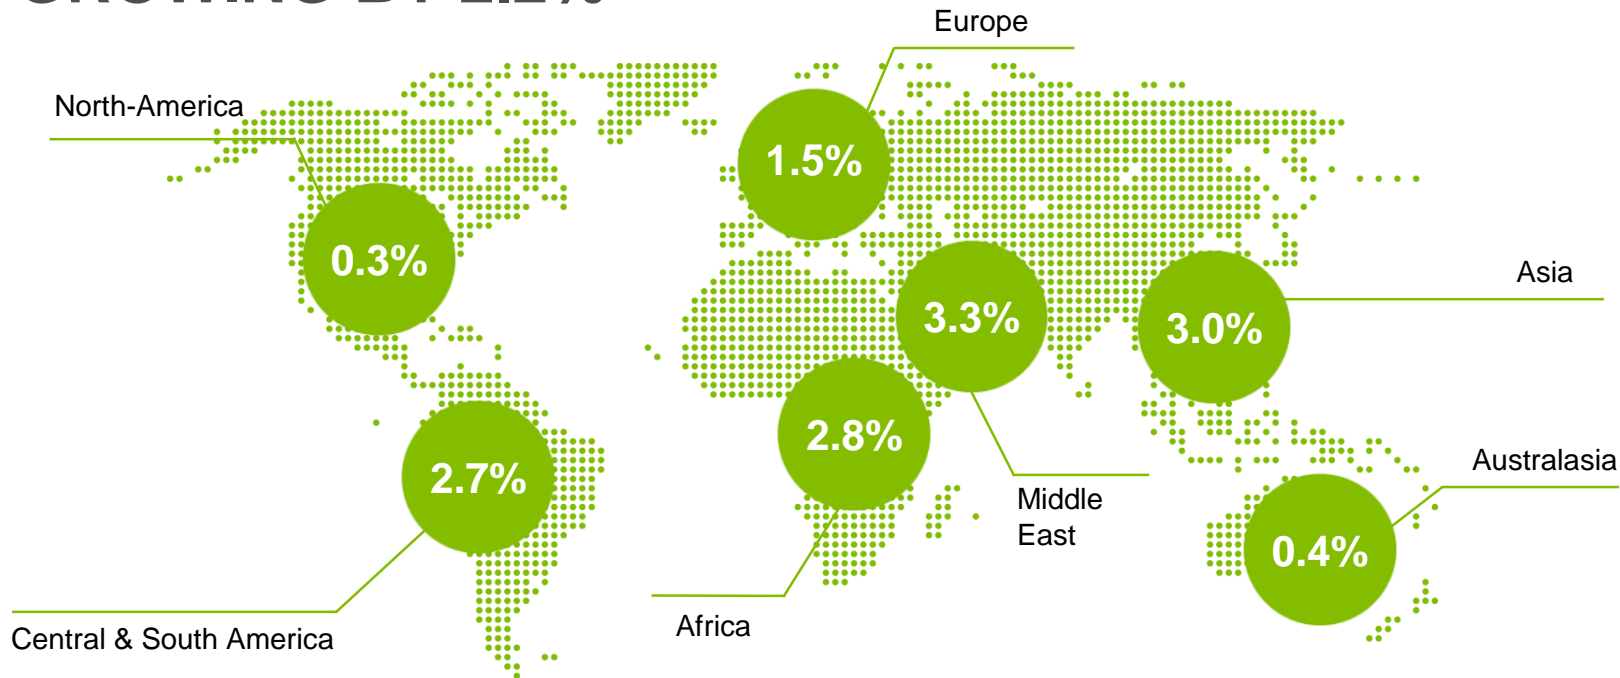 Europe
North-America
1.5%
0.3%
Asia
3.3%
3.0%
2.8%
Australasia
2.7%
Middle
East
0.4%
Africa
Central & South America